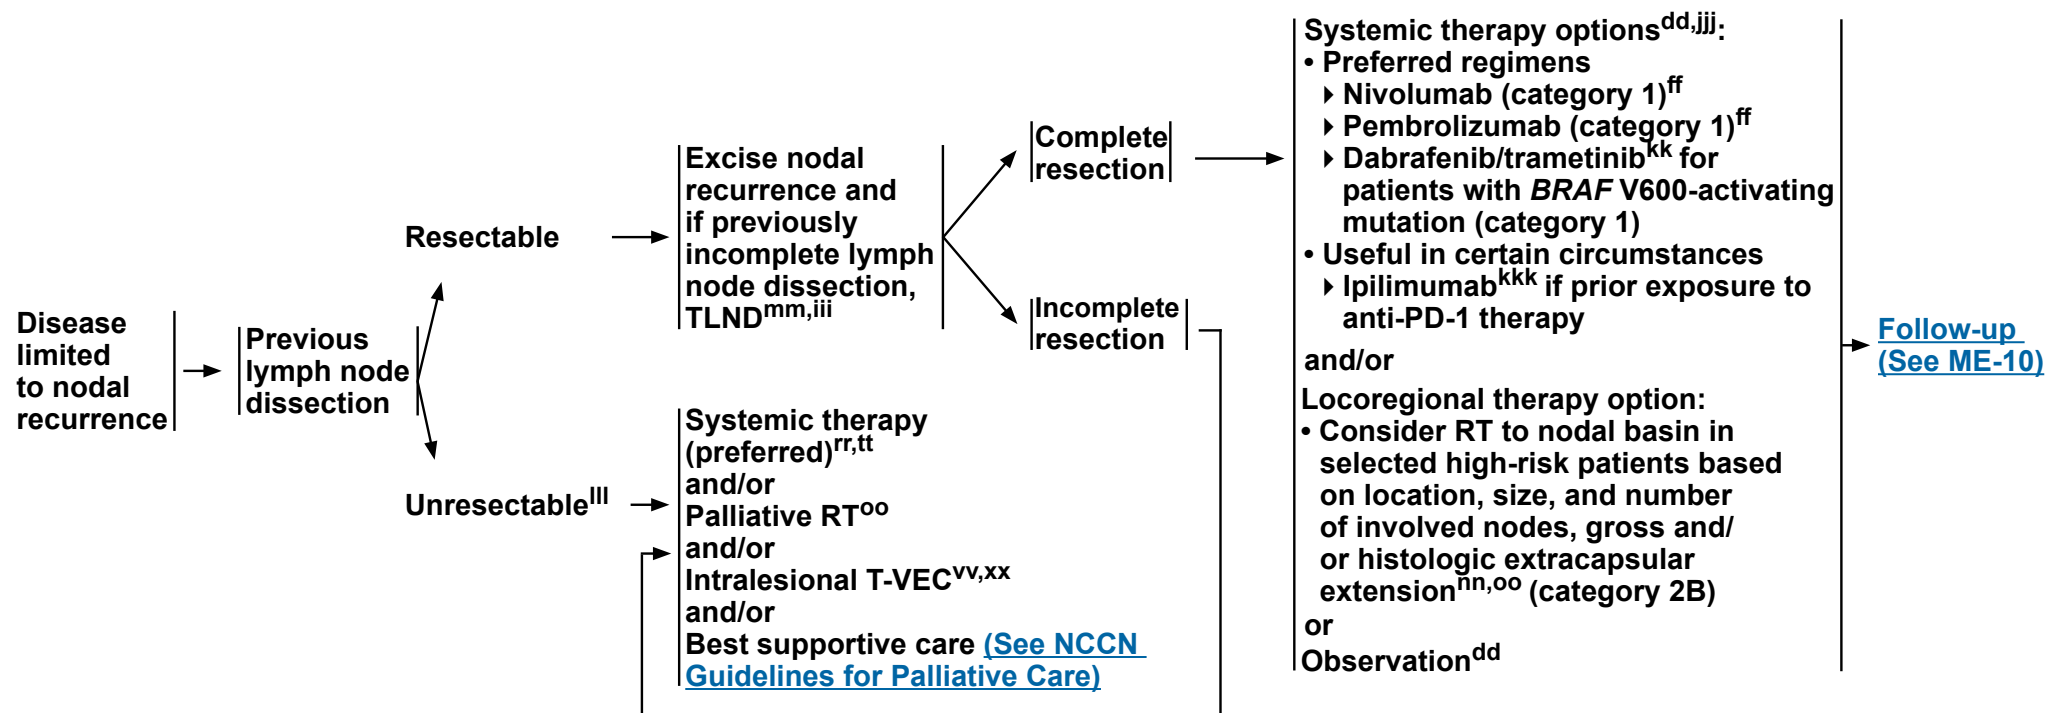 Disease
limited
to nodal
recurrence
Previous
lymph node
dissection
Resectable
Excise nodal
recurrence and
if previously
incomplete lymph
node dissection,
TLNDmm,iii
Complete
resection
Incomplete
resection
Unresectablelll
Systemic therapy
(preferred)rr,tt
and/or
Palliative RToo
and/or
Intralesional T-VECvv,xx
and/or
Best supportive care (See NCCN
Guidelines for Palliative Care)
Systemic therapy optionsdd,jjj:
• Preferred regimens
‣ Nivolumab (category 1)ff
‣ Pembrolizumab (category 1)ff
‣ Dabrafenib/trametinibkk for
patients with BRAF V600-activating
mutation (category 1)
• Useful in certain circumstances
‣ Ipilimumabkkk if prior exposure to
anti-PD-1 therapy
and/or
Locoregional therapy option:
• Consider RT to nodal basin in
selected high-risk patients based
on location, size, and number
of involved nodes, gross and/
or histologic extracapsular
extensionnn,oo (category 2B)
or
Observationdd
Follow-up
(See ME-10)